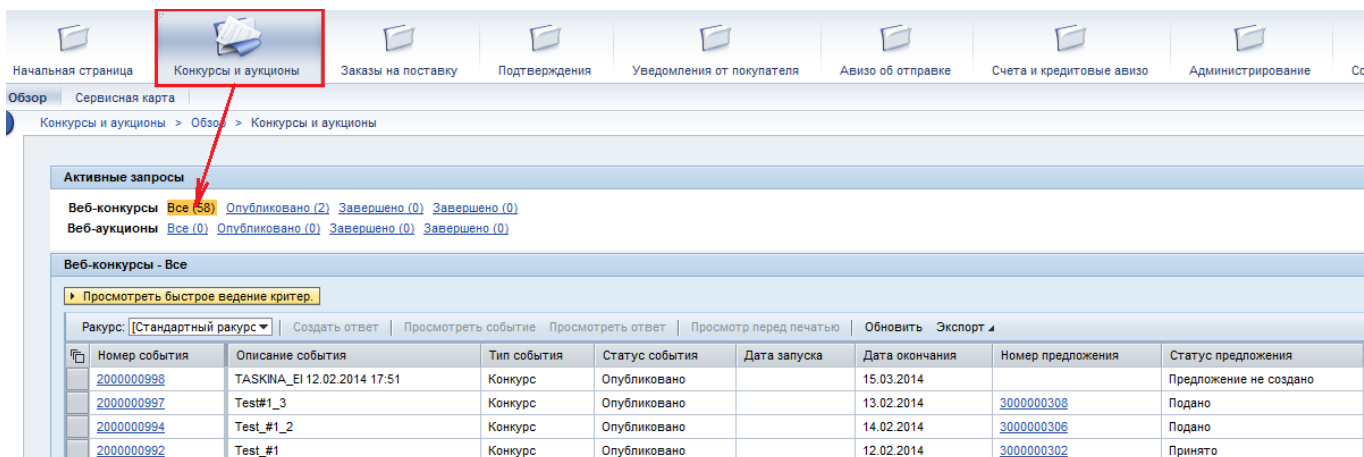 Начальная страница Конкурсы и аукционы Заказы на поставку Подтверждения Уведомления от покупателя Авизо об отправке Счета и кредитовые авизо Администрирование
Обзор Сервисная карта
Конкурсы и аукционы > Обзор > Конкурсы и аукционы
Активные запросы
Веб-конкурсы Все (58) Опубликовано (2) Завершено (0) Завершено (0)
Веб-аукционы Все (0) Опубликовано (0) Завершено (0) Завершено (0)
Веб-конкурсы - Все
Просмотреть быстрое ведение критер.
Ракурс: [Стандартный ракурс Создать ответ Просмотреть событие Просмотреть ответ Просмотр перед печатью Обновить Экспорт
Номер события Описание события Тип события Статус события Дата запуска Дата окончания Номер предложения Статус предложения
2000000998 TASKINA_EI 12.02.2014 17:51 Конкурс Опубликовано 15.03.2014 Предложение не создано
2000000997 Test#1_3 Конкурс Опубликовано 13.02.2014 3000000308 Подано
2000000994 Test_#1_2 Конкурс Опубликовано 14.02.2014 3000000306 Подано
2000000992 Test_#1 Конкурс Опубликовано 12.02.2014 3000000302 Принято